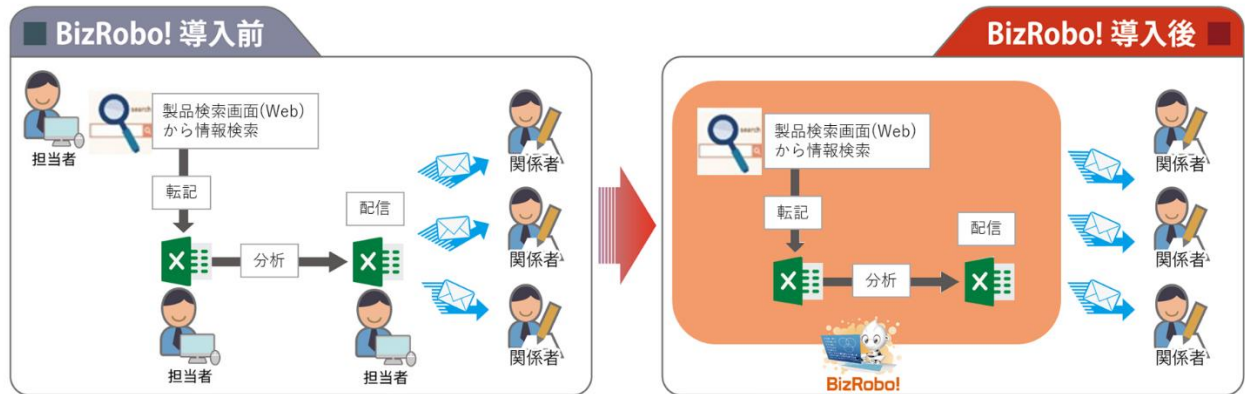 BizRobo! 導入前
担当者
search
製品検索画面(Web)
から情報検索
転記
分析
配信
担当者
担当者
関係者
関係者
関係者
BizRobo! 導入後
search
製品検索画面(Web)
から情報検索
転記
分析
配信
BizRobo!
関係者
関係者
関係者